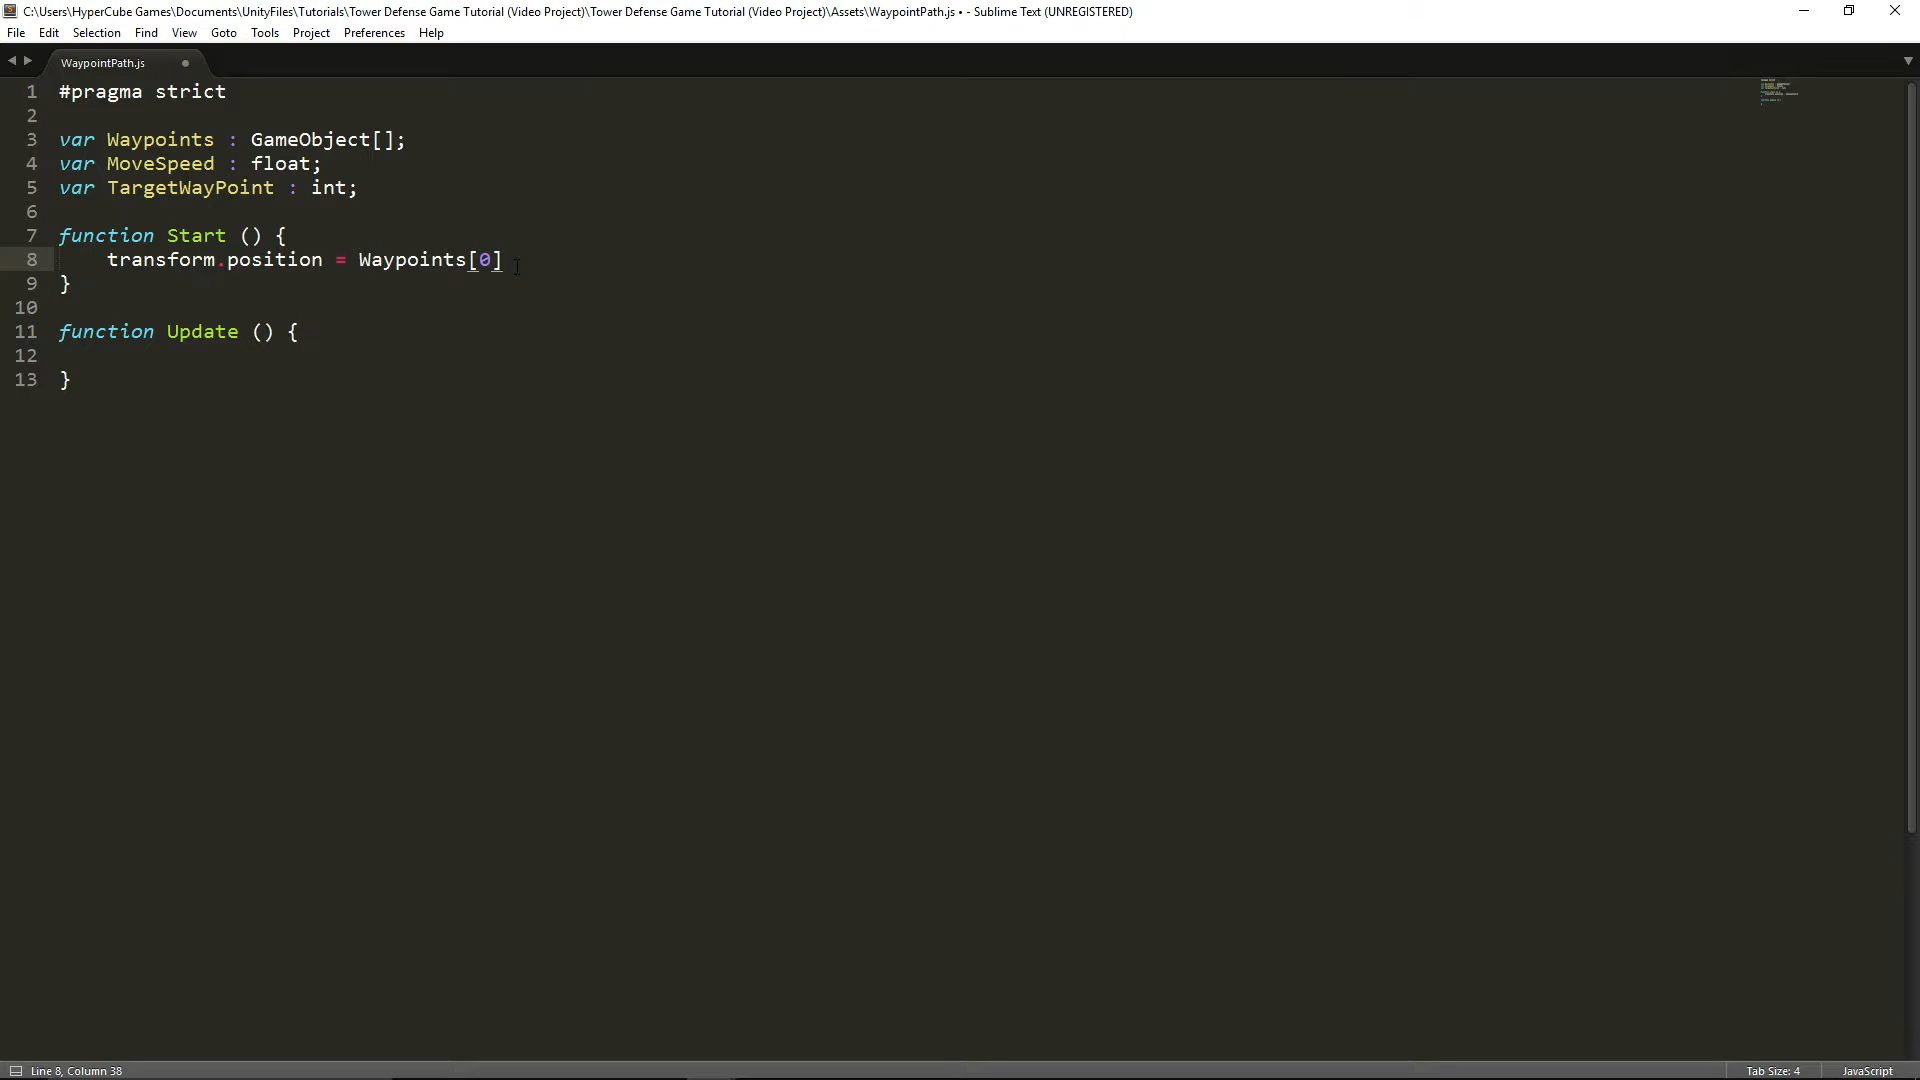 C:\Users\HyperCube Games\Documents\UnityFiles\Tutorials\Tower Defense Game Tutorial (Video Project)\Tower Defense Game Tutorial (Video Project)\Assets\WaypointPath.js • - Sublime Text (UNREGISTERED)
File Edit Selection Find View Goto Tools Project Preferences Help
WaypointPath.js
1 #pragma strict
2
3 var Waypoints : GameObject[];
4 var MoveSpeed : float;
5 var TargetWayPoint : int;
6
7 function Start () {
8 transform.position = Waypoints[0]
9 }
10
11 function Update () {
12
13 }
Line 8, Column 38 Tab Size: 4 JavaScript